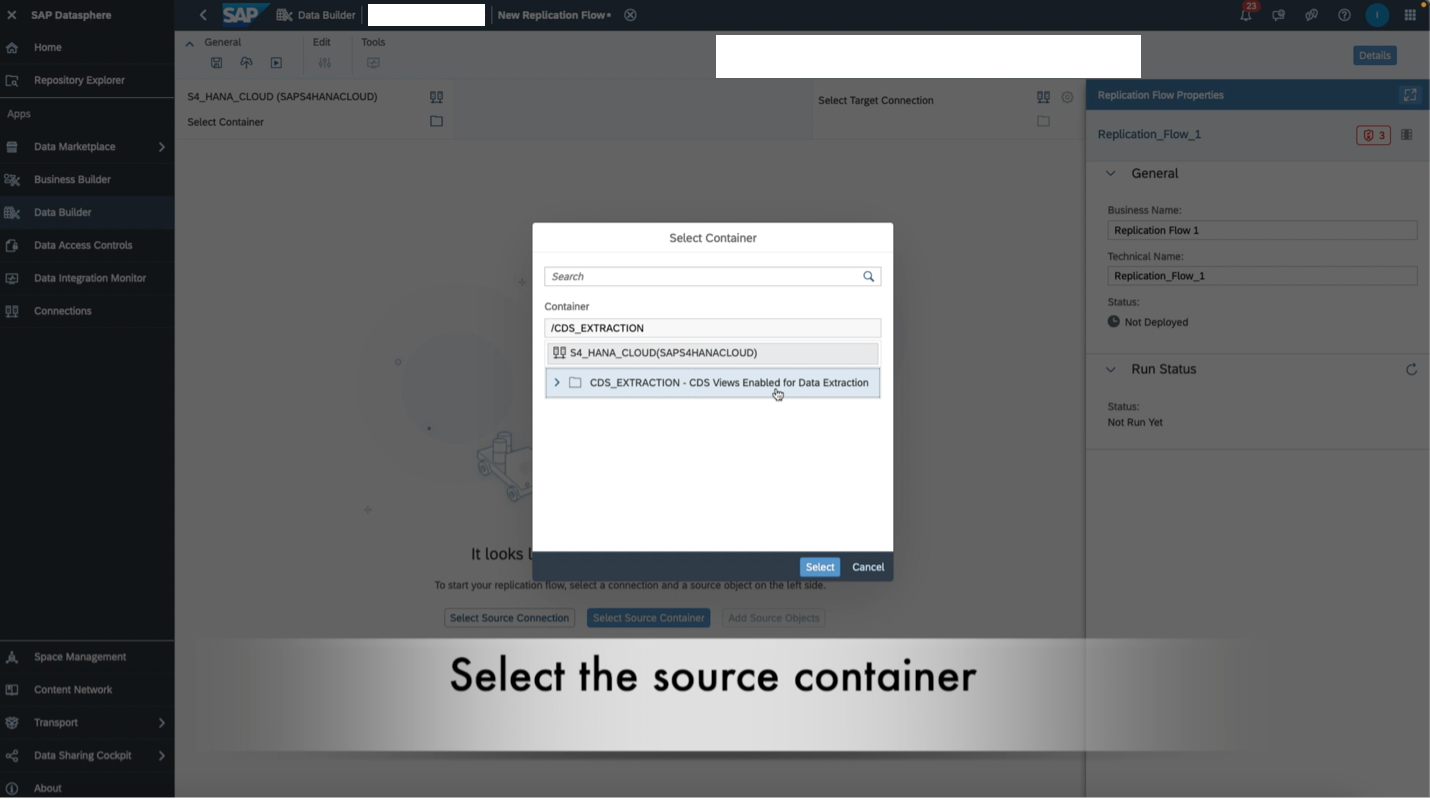 SAP Datasphere
SAP
Data Builder
New Replication Flow•
23
I
Home
Repository Explorer
Apps
Data Marketplace
Business Builder
Data Builder
Data Access Controls
Data Integration Monitor
Connections
Space Management
Content Network
Transport
Data Sharing Cockpit
About
General
Edit
Tools
Details
S4_HANA_CLOUD (SAPS4HANACLOUD)
Select Container
Select Target Connection
Select Container
Search
Container
/CDS_EXTRACTION
S4_HANA_CLOUD(SAPS4HANACLOUD)
CDS_EXTRACTION - CDS Views Enabled for Data Extraction
Select
Cancel
It looks
To start your replication flow, select a connection and a source object on the left side.
Select Source Connection
Select Source Container
Add Source Objects
Replication Flow Properties
Replication_Flow_1
3
General
Business Name:
Replication Flow 1
Technical Name:
Replication_Flow_1
Status:
Not Deployed
Run Status
Status:
Not Run Yet
Select the source container